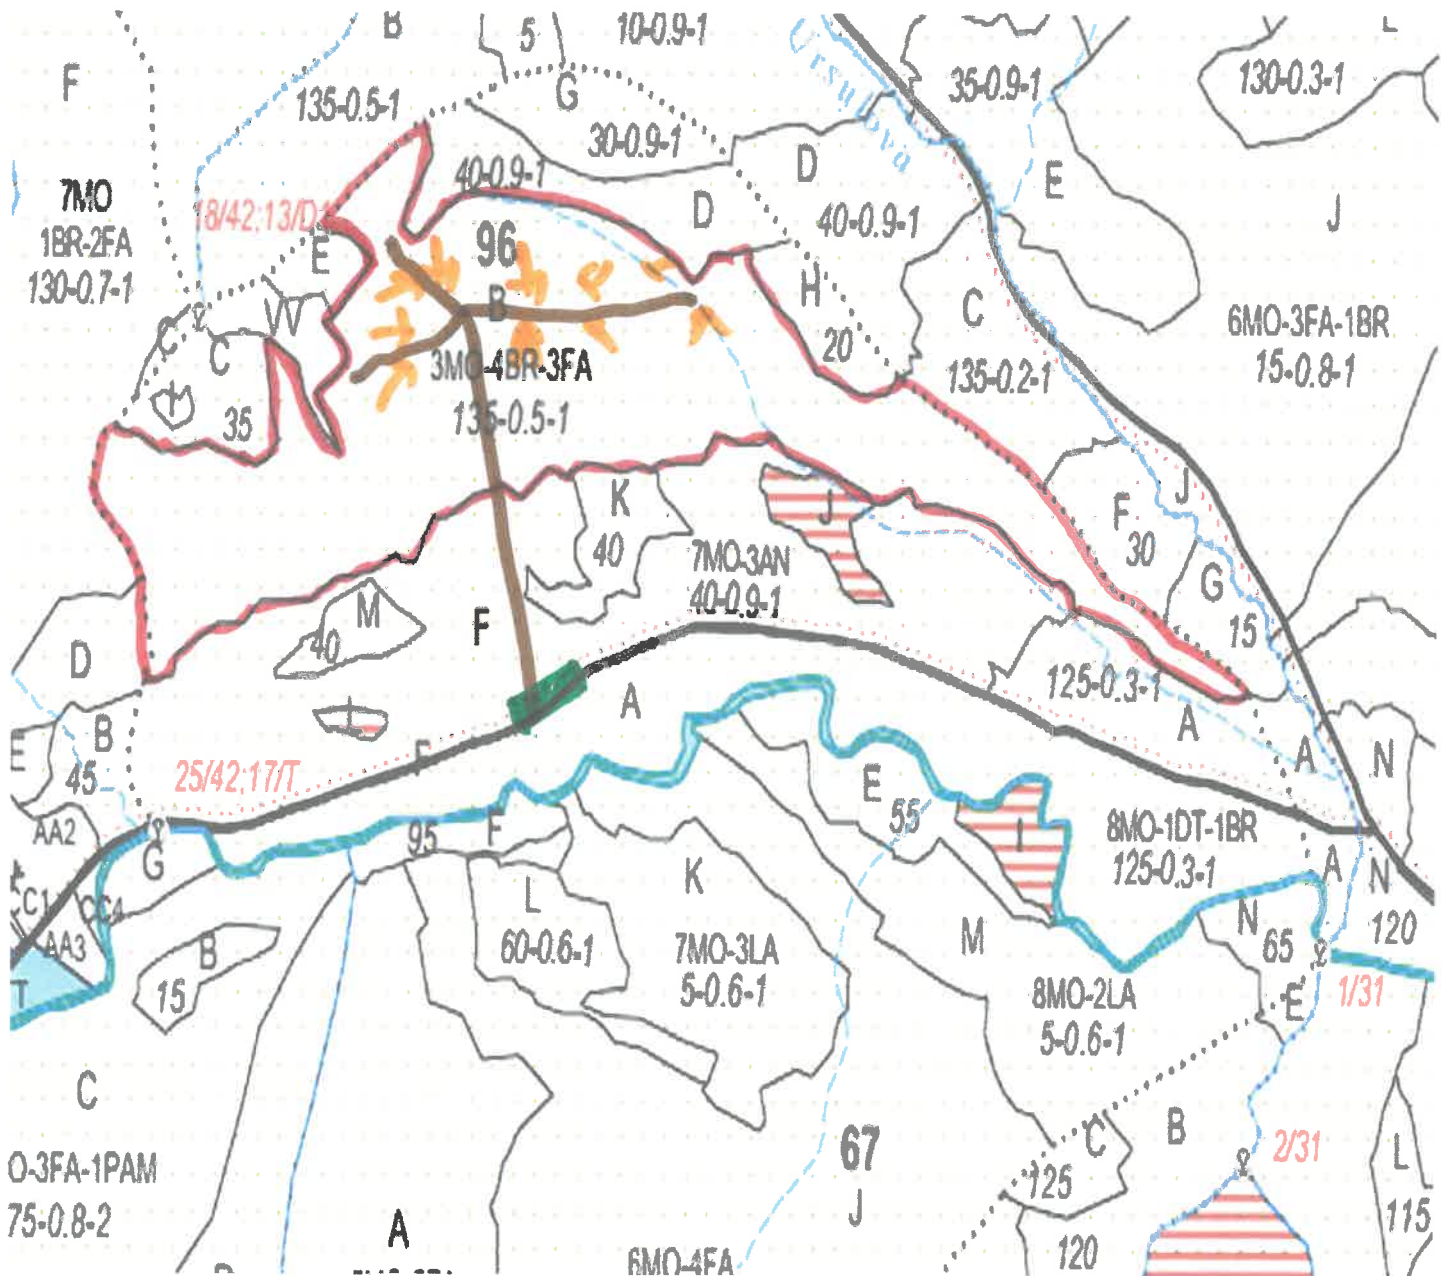 B
5
10-0.9-1
L
F
G
135-0.5-1
30-0.9-1
35-0.9-1
130-0.3-1
Ursulova
7MO
1BR-2FA
130-0.7-1
40-0.9-1
D
E
J
18/42;13/D
E
96
D
40-0.9-1
H
C
B
6MO-3FA-1BR
15-0.8-1
C
C
VV
20
135-0.2-1
3MO-4BR-3FA
135-0.5-1
35
I
K
40
J
J
F
30
7MO-3AN
40-0.9-1
G
15
M
40
F
D
125-0.3-1
A
A
A
N
I
B
45
E
F
25/42;17/T
E
55
AA2
G
95
F
I
8MO-1DT-1BR
125-0.3-1
A
N
120
C1
CC4
AA3
T
B
15
L
60-0.6-1
K
7MO-3LA
5-0.6-1
M
N
65
8MO-2LA
5-0.6-1
E
1/31
C
67
J
C
125
B
2/31
L
115
O-3FA-1PAM
75-0.8-2
A
120
6MO-4FA